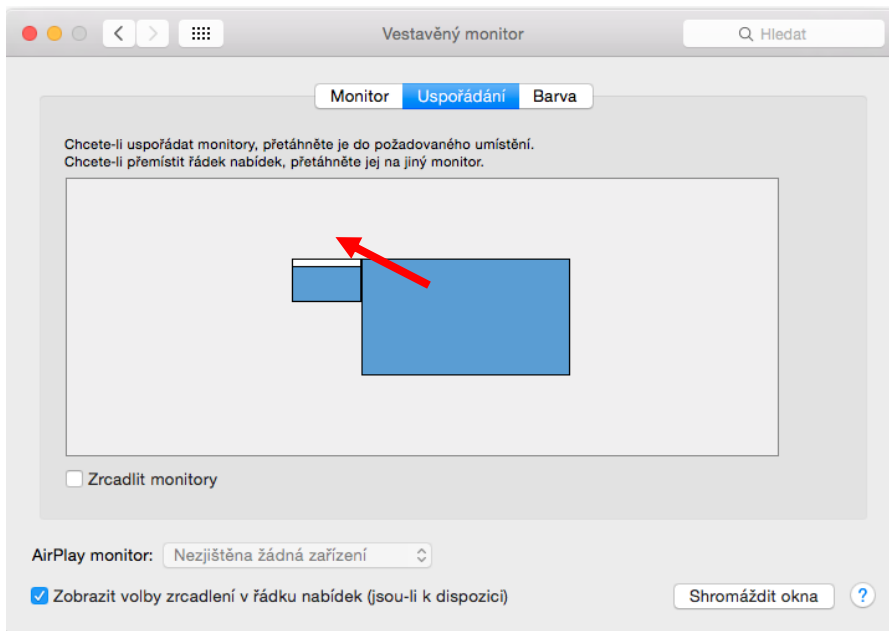 Vestavěný monitor
Hledat
Monitor Uspořádání Barva
Chcete-li uspořádat monitory, přetáhněte je do požadovaného umístění.
Chcete-li přemístit řádek nabídek, přetáhněte jej na jiný monitor.
Zrcadlit monitory
AirPlay monitor: Nezjištěna žádná zařízení
Zobrazit volby zrcadlení v řádku nabídek (jsou-li k dispozici)
Shromáždit okna ?